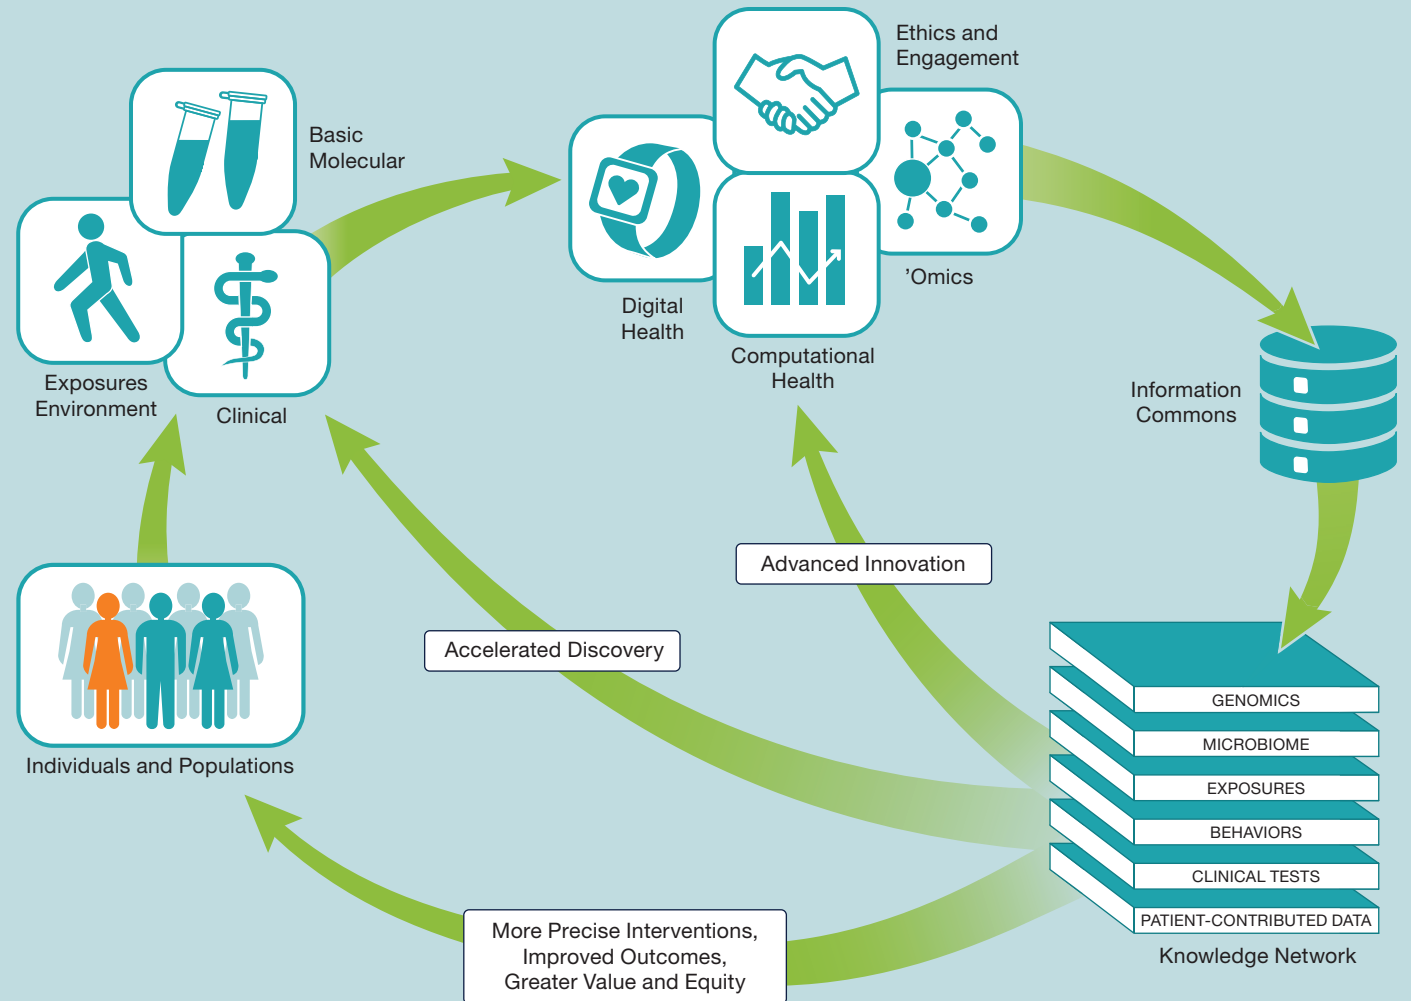 Ethics and
Engagement
Basic
Molecular
'Omics
Digital
Health
Computational
Health
Exposures
Environment
Clinical
Information
Commons
Advanced Innovation
Accelerated Discovery
Individuals and Populations
GENOMICS
MICROBIOME
EXPOSURES
BEHAVIORS
CLINICAL TESTS
PATIENT-CONTRIBUTED DATA
Knowledge Network
More Precise Interventions,
Improved Outcomes,
Greater Value and Equity